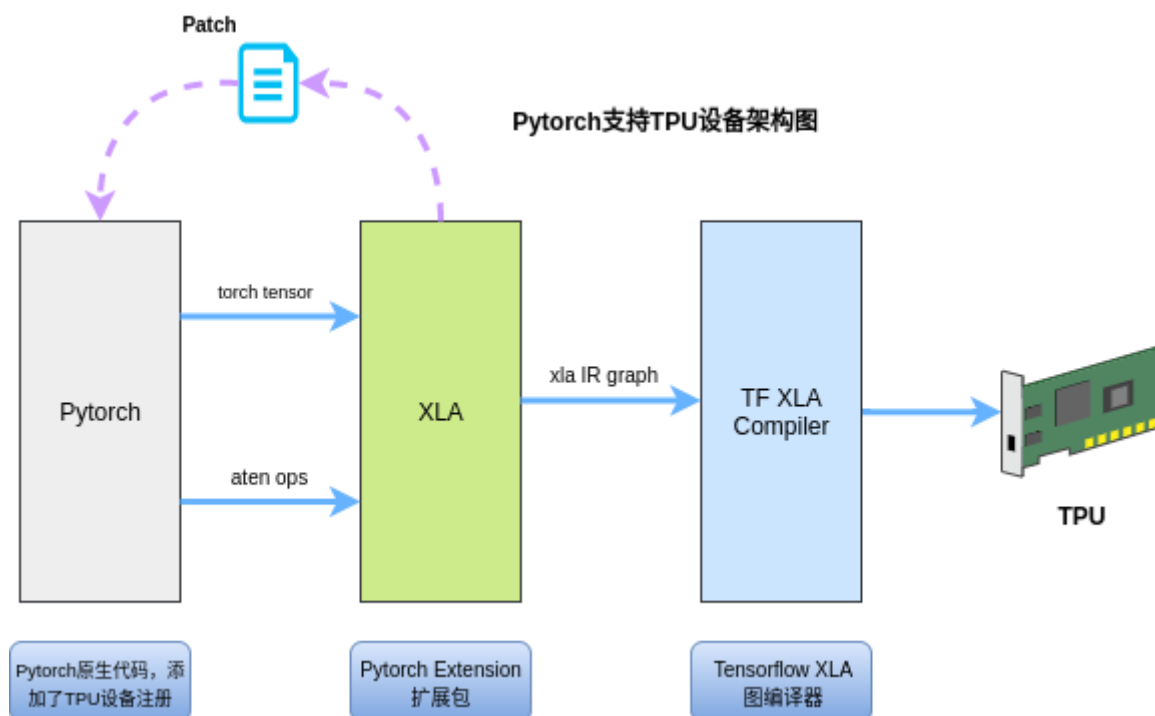 Patch
Pytorch支持TPU设备架构图
torch tensor
xla IR graph
Pytorch
XLA
TF XLA
Compiler
aten ops
TPU
Pytorch原生代码，添
加了TPU设备注册
Pytorch Extension
扩展包
Tensorflow XLA
图编译器